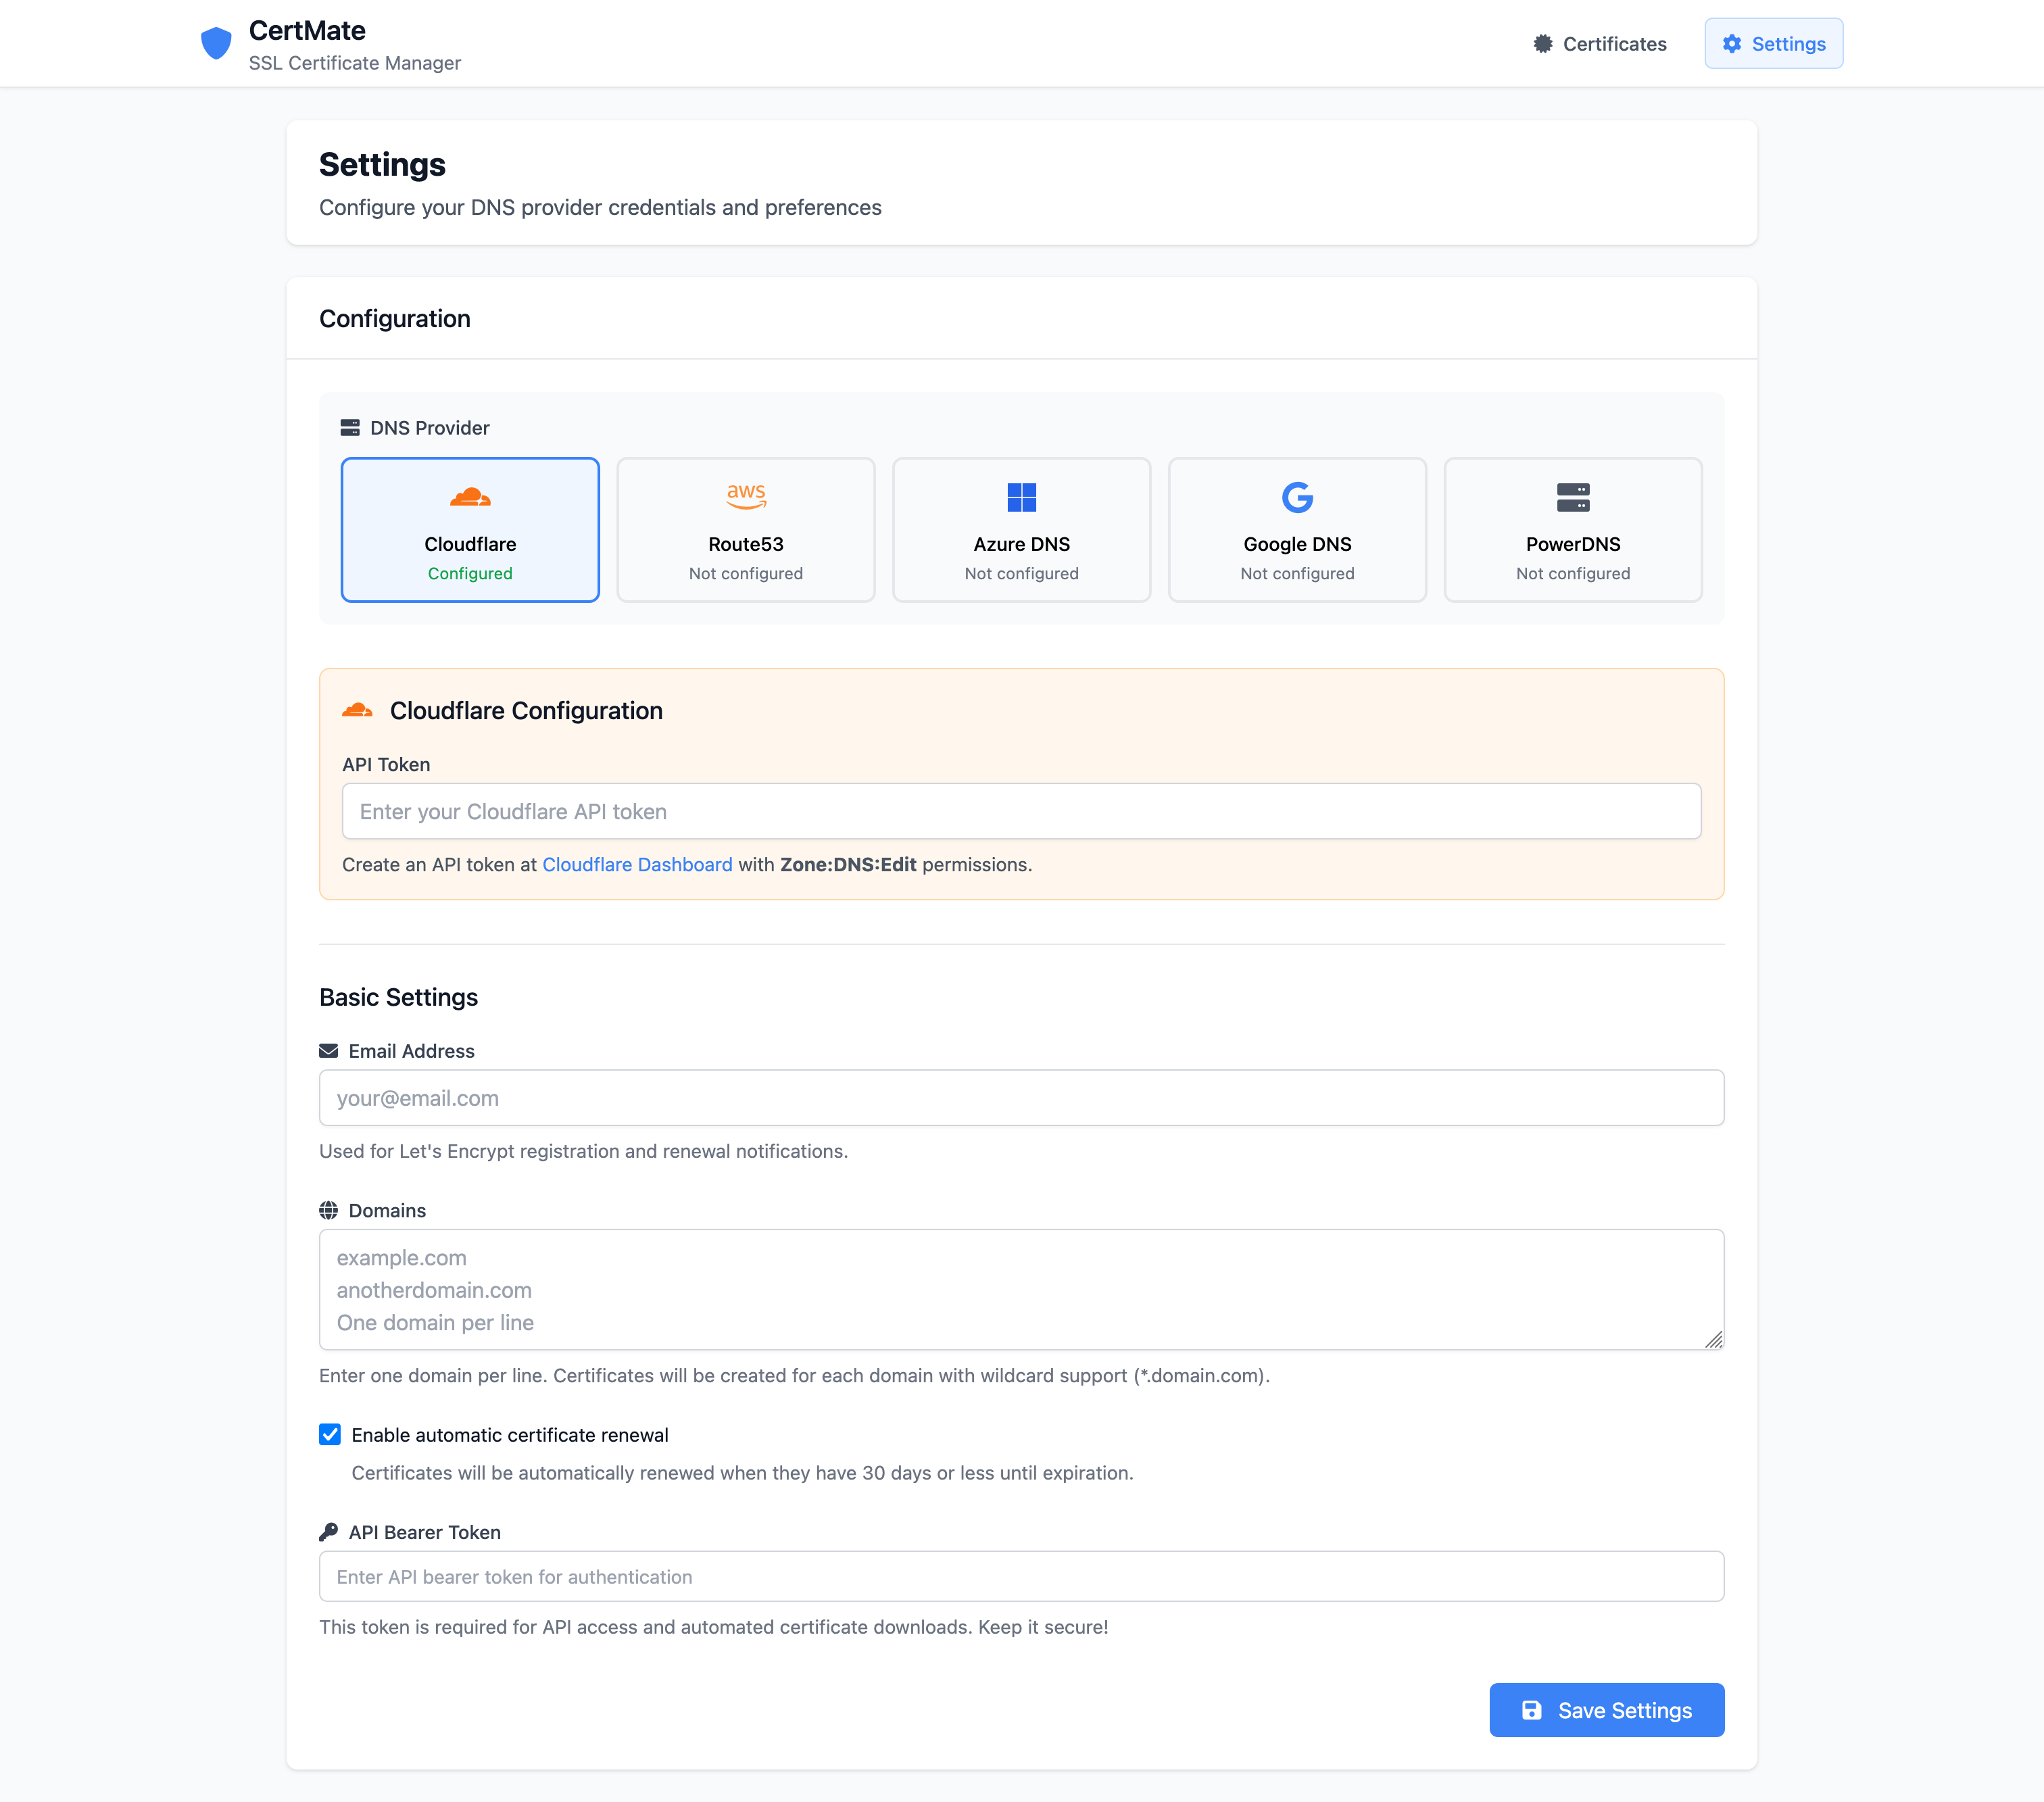 CertMate
SSL Certificate Manager
Certificates
Settings
Settings
Configure your DNS provider credentials and preferences
Configuration
DNS Provider
Cloudflare
Configured
aws
Route53
Not configured
Azure DNS
Not configured
Google DNS
Not configured
PowerDNS
Not configured
Cloudflare Configuration
API Token
Enter your Cloudflare API token
Create an API token at Cloudflare Dashboard with Zone:DNS:Edit permissions.
Basic Settings
Email Address
your@email.com
Used for Let's Encrypt registration and renewal notifications.
Domains
example.com
anotherdomain.com
One domain per line
Enter one domain per line. Certificates will be created for each domain with wildcard support (*.domain.com).
Enable automatic certificate renewal
Certificates will be automatically renewed when they have 30 days or less until expiration.
API Bearer Token
Enter API bearer token for authentication
This token is required for API access and automated certificate downloads. Keep it secure!
Save Settings